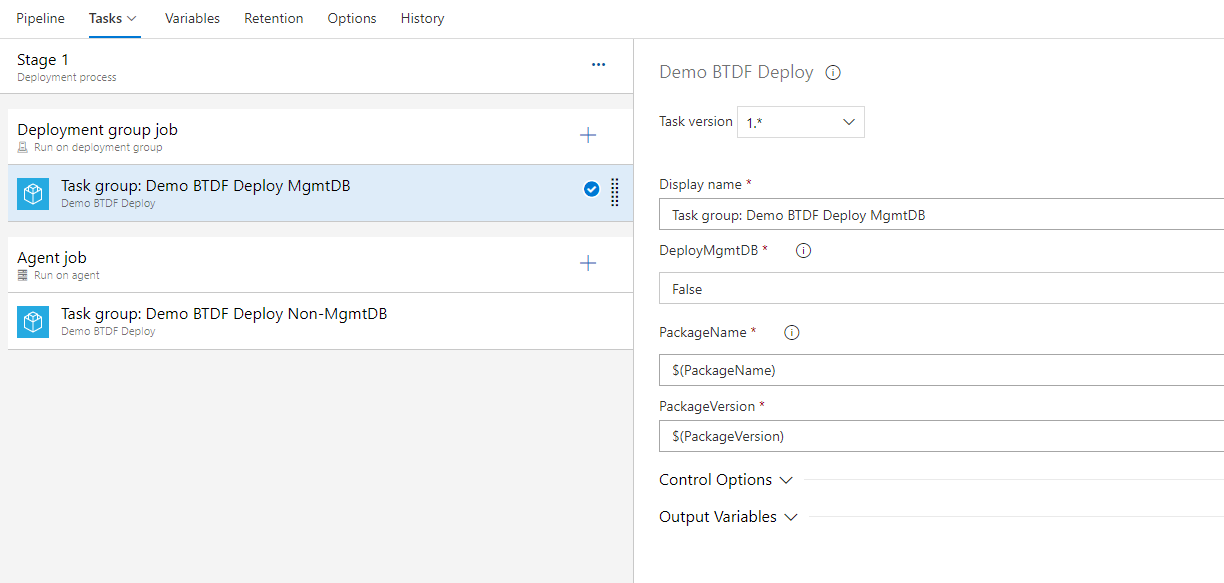 Pipeline Tasks Variables Retention Options History
Stage 1
Deployment process
Deployment group job
Run on deployment group
Task group: Demo BTDF Deploy MgmtDB
Demo BTDF Deploy
Agent job
Run on agent
Task group: Demo BTDF Deploy Non-MgmtDB
Demo BTDF Deploy
Demo BTDF Deploy
Task version 1.*
Display name *
Task group: Demo BTDF Deploy MgmtDB
DeployMgmtDB *
False
PackageName *
$(PackageName)
PackageVersion *
$(PackageVersion)
Control Options
Output Variables